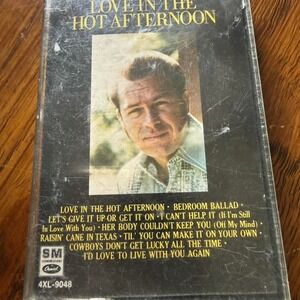 LOVE IN THE
HOT AFTERNOON
LOVE IN THE HOT AFTERNOON · BEDROOM BALLAD ·
LET'S GIVE IT UP OR GET IT ON · I CAN'T HELP IT (If I'm Still
In Love With You) · HER BODY COULDN'T KEEP YOU (Off My Mind) ·
RAISIN' CANE IN TEXAS · TIL' YOU CAN MAKE IT ON YOUR OWN ·
COWBOYS DON'T GET LUCKY ALL THE TIME ·
I'D LOVE TO LIVE WITH YOU AGAIN
SM
Capitol
4XL-9048